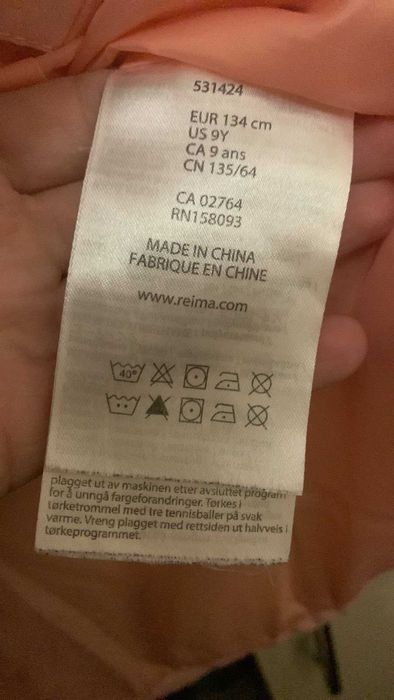 531424
EUR 134 cm
US 9Y
CA 9 ans
CN 135/64
CA 02764
RN158093
MADE IN CHINA
FABRIQUE EN CHINE
www.reima.com
40°
plagget ut av maskinen etter avsluttet program
for å unngå fargeforandringer. Tørkes i
tørketrommel med tre tennisballer på svak
varme. Vreng plagget med rettsiden ut halvveis i
tørkeprogrammet.